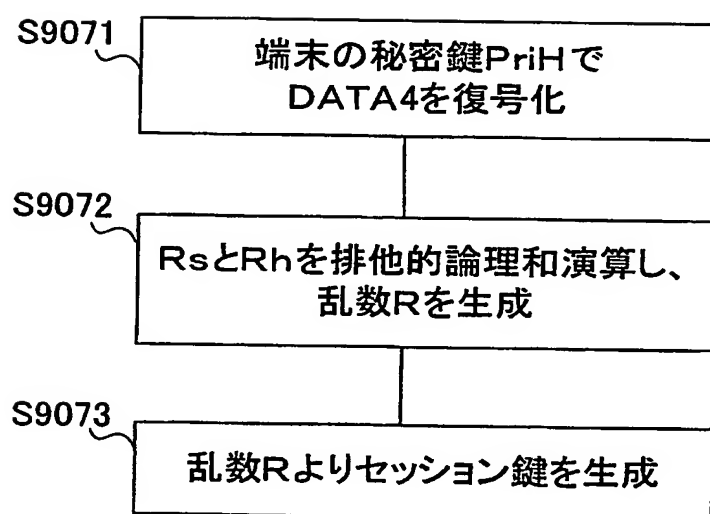 S9071
端末の秘密鍵PriHで
DATA4を復号化
S9072
RsとRhを排他的論理和演算し、
乱数Rを生成
S9073
乱数Rよりセッション鍵を生成